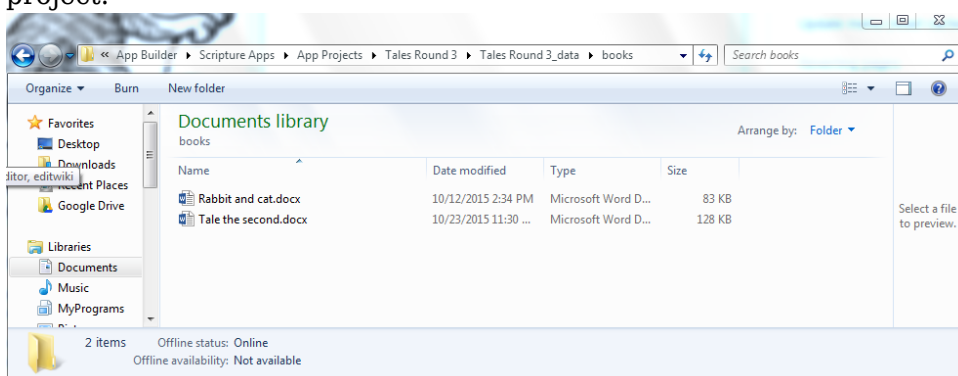 project.
« App Builder ▸ Scripture Apps ▸ App Projects ▸ Tales Round 3 ▸ Tales Round 3_data ▸ books
Search books
Organize ▾ Burn New folder
Favorites
Desktop
Downloads
ditor, editwiki
Recent Places
Google Drive
Libraries
Documents
Music
MyPrograms
Documents library
books
Arrange by: Folder ▾
Name Date modified Type Size
Rabbit and cat.docx 10/12/2015 2:34 PM Microsoft Word D... 83 KB
Tale the second.docx 10/23/2015 11:30 ... Microsoft Word D... 128 KB
Select a file
to preview.
2 items Offline status: Online
Offline availability: Not available